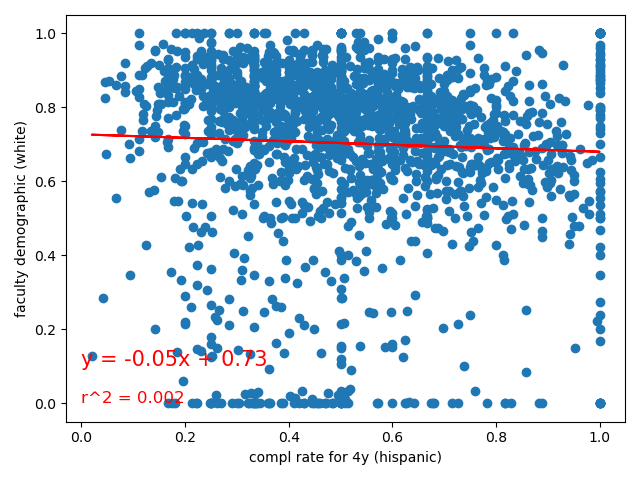 1.0
0.8
0.6
0.4
0.2
0.0
faculty demographic (white)
y = -0.05x + 0.73
r^2 = 0.002
0.0 0.2 0.4 0.6 0.8 1.0
compl rate for 4y (hispanic)